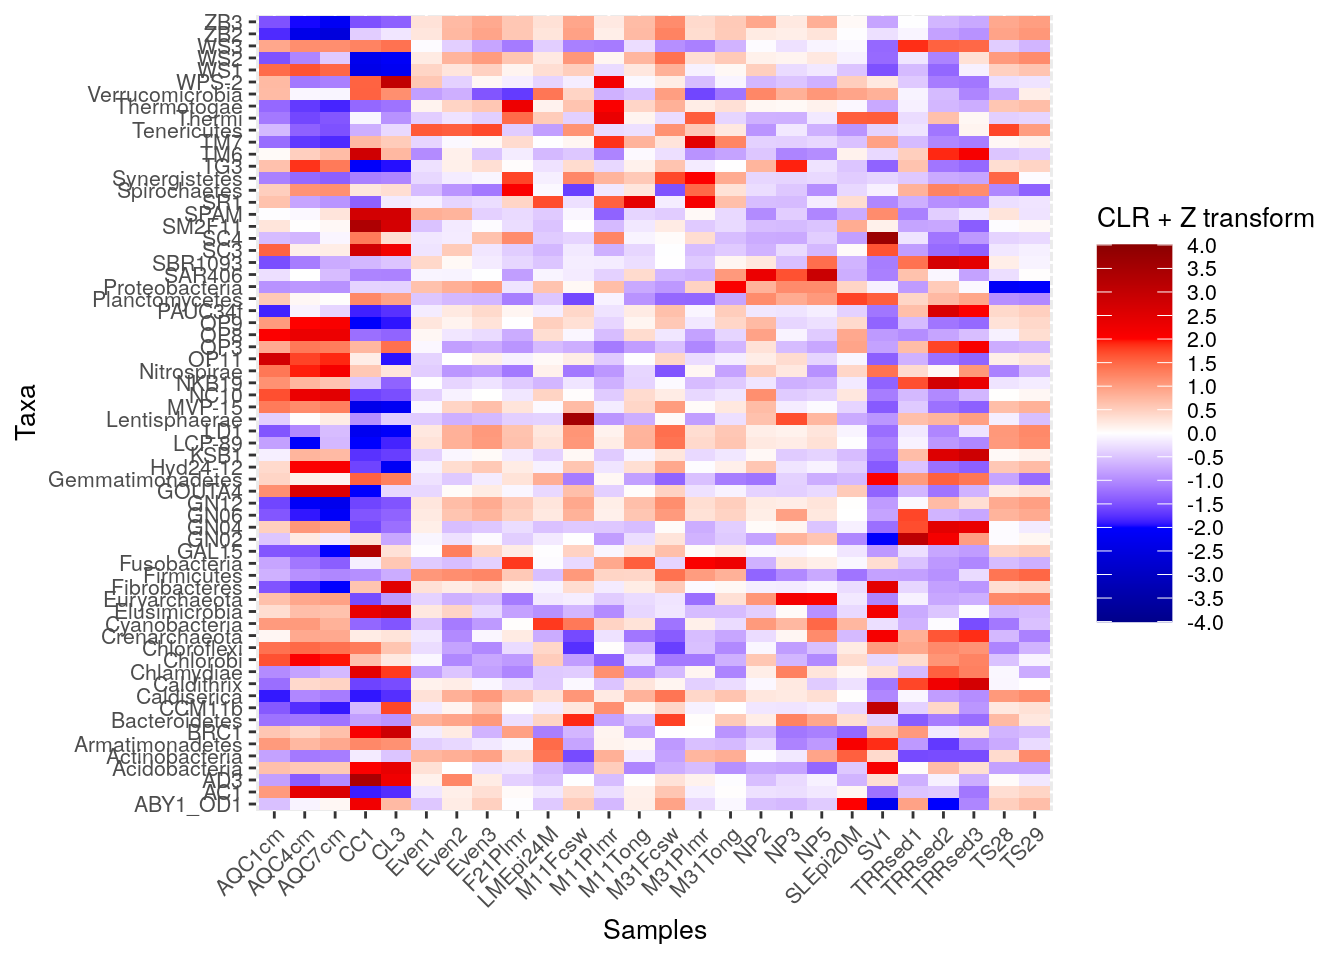 ZB3
ZB2
WS3
WS2
WS1
WPS-2
Verrucomicrobia
Thermotogae
Thermi
Tenericutes
TM7
TM6
TG3
Synergistetes
Spirochaetes
SR1
SPAM
SM2F11
SC4
SC3
SBR1093
SAR406
Proteobacteria
Planctomycetes
PAUC34f
OP9
OP8
OP3
OP11
Nitrospirae
NKB19
NC10
MVP-15
Lentisphaerae
LD1
LCP-89
KSB1
Hyd24-12
Gemmatimonadetes
GOUTA4
GN12
GN06
GN04
GN02
GAL15
Fusobacteria
Firmicutes
Fibrobacteres
Euryarchaeota
Elusimicrobia
Cyanobacteria
Crenarchaeota
Chloroflexi
Chlorobi
Chlamydiae
Caldithrix
Caldiserica
CCM11b
Bacteroidetes
BRC1
Armatimonadetes
Actinobacteria
Acidobacteria
AD3
AC1
ABY1_OD1
Taxa
AQC1cm
AQC4cm
AQC7cm
CC1
CL3
Even1
Even2
Even3
F21Plmr
LMEpi24M
M11Fcsw
M11Plmr
M11Tong
M31Fcsw
M31Plmr
M31Tong
NP2
NP3
NP5
SLEpi20M
SV1
TRRsed1
TRRsed2
TRRsed3
TS28
TS29
Samples
CLR + Z transform
4.0
3.5
3.0
2.5
2.0
1.5
1.0
0.5
0.0
-0.5
-1.0
-1.5
-2.0
-2.5
-3.0
-3.5
-4.0